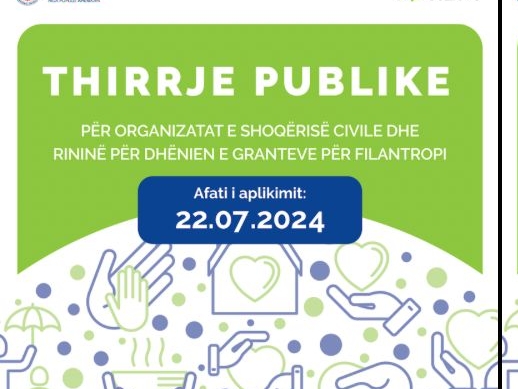 THIRRJE PUBLIKE
PËR ORGANIZATAT E SHOQËRISË CIVILE DHE
RININË PËR DHËNIEN E GRANTEVE PËR FILANTROPI
Afati i aplikimit:
22.07.2024